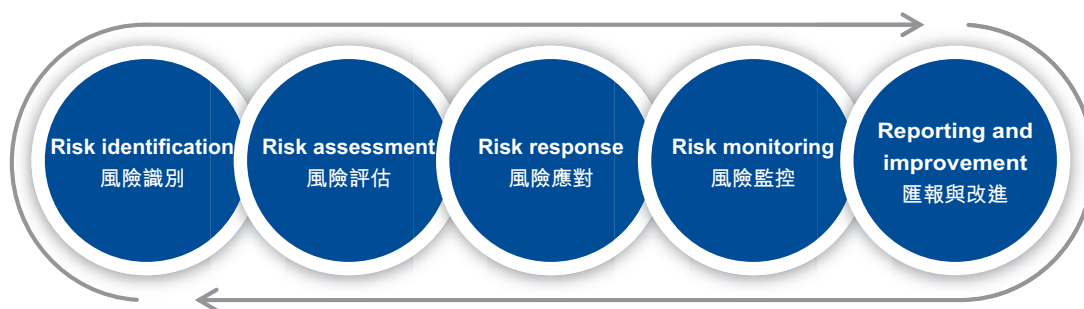 Risk identification
風險識別
Risk assessment
風險評估
Risk response
風險應對
Risk monitoring
風險監控
Reporting and
improvement
匯報與改進